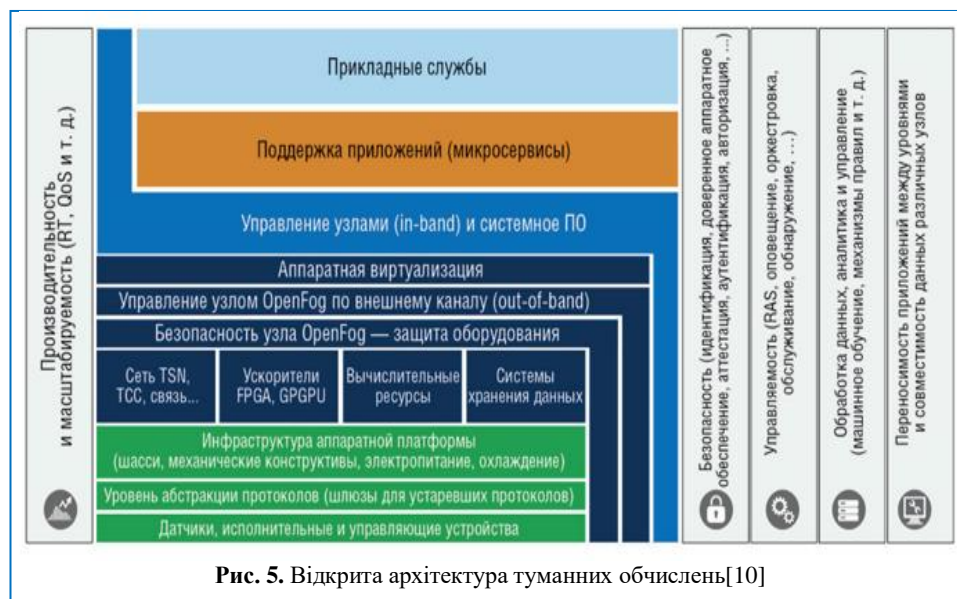 Производительность
и масштабируемость (RT, QoS и т. д.)
Прикладные службы
Поддержка приложений (микросервисы)
Управление узлами (in-band) и системное ПО
Аппаратная виртуализация
Управление узлом OpenFog по внешнему каналу (out-of-band)
Безопасность узла OpenFog — защита оборудования
Сеть TSN,
TCC, связь...
Ускорители
FPGA, GPGPU
Вычислительные
ресурсы
Системы
хранения данных
Инфраструктура аппаратной платформы
(шасси, механические конструктивы, электропитание, охлаждение)
Уровень абстракции протоколов (шлюзы для устаревших протоколов)
Датчики, исполнительные и управляющие устройства
Безопасность (идентификация, доверенное аппаратное
обеспечение, аттестация, аутентификация, авторизация, ...)
Управляемость (RAS, оповещение, оркестровка,
обслуживание, обнаружение, ...)
Обработка данных, аналитика и управление
(машинное обучение, механизмы правил и т. д.)
Переносимость приложений между уровнями
и совместимость данных различных узлов
Рис. 5. Відкрита архітектура туманних обчислень[10]